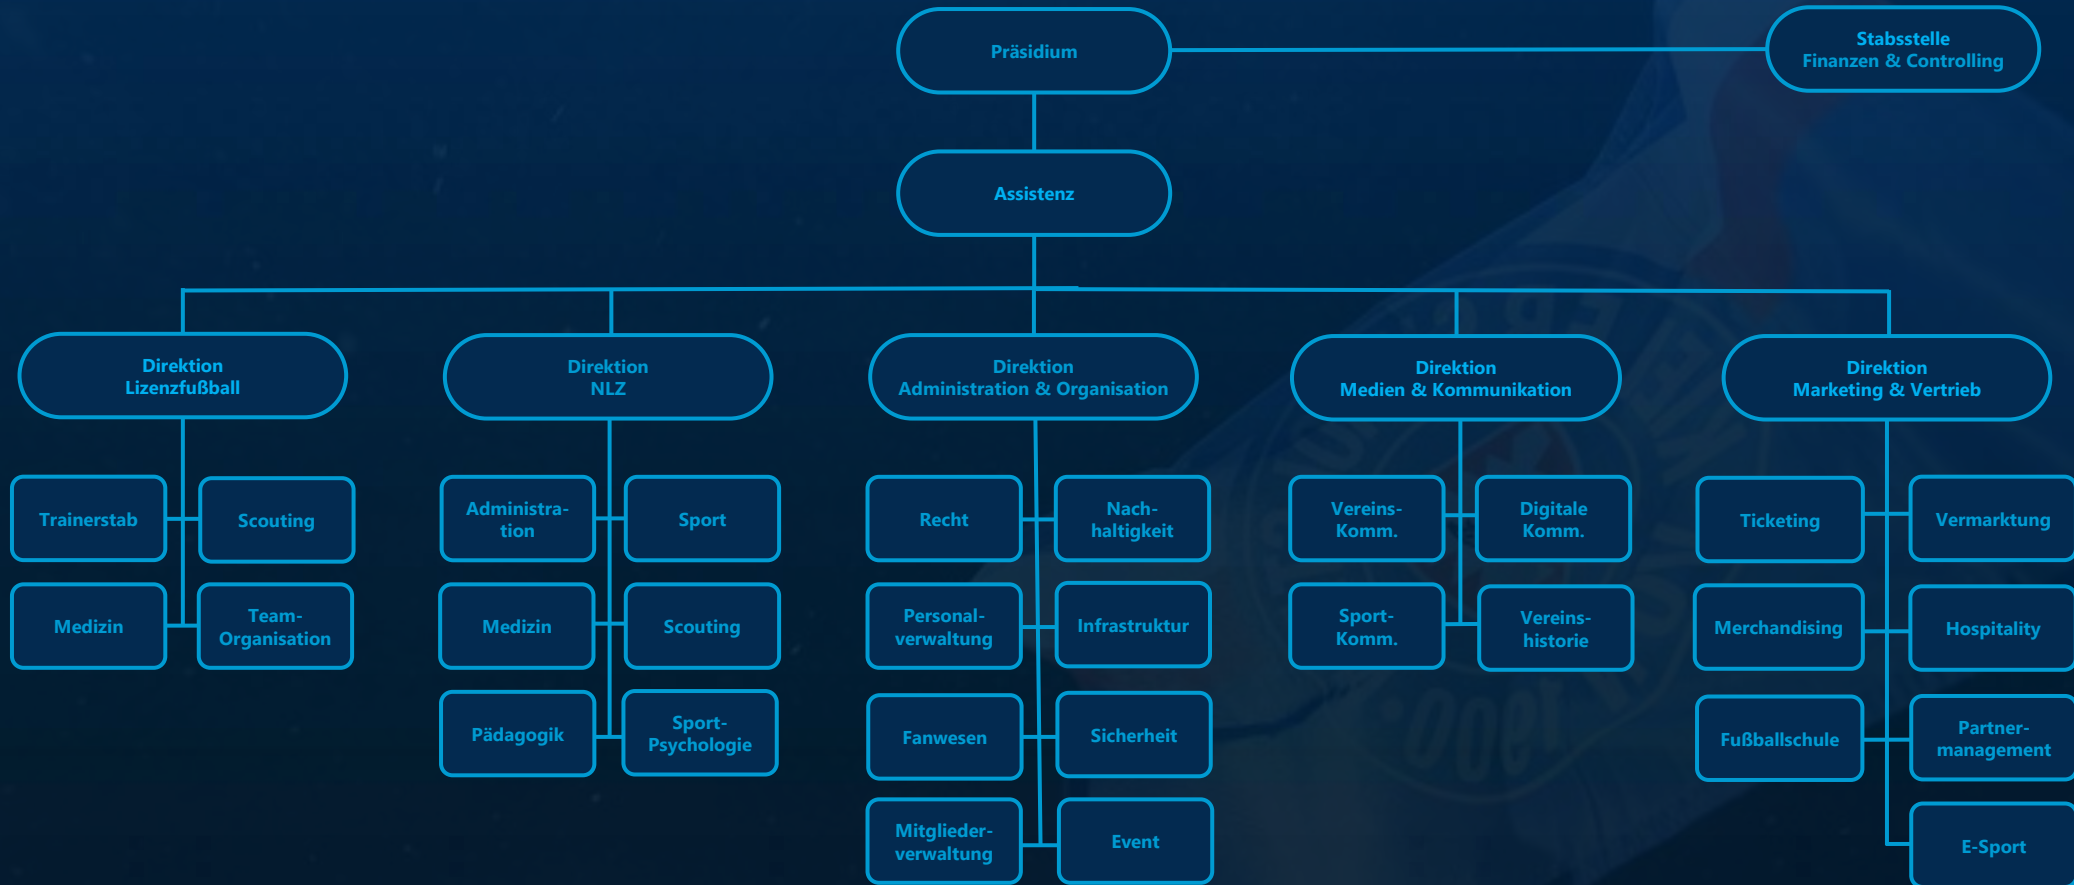 Präsidium
Stabsstelle
Finanzen & Controlling
Assistenz
Direktion
Lizenzfußball
Direktion
NLZ
Direktion
Administration & Organisation
Direktion
Medien & Kommunikation
Direktion
Marketing & Vertrieb
Trainerstab
Scouting
Medizin
Team-
Organisation
Administra-
tion
Sport
Medizin
Scouting
Pädagogik
Sport-
Psychologie
Recht
Nach-
haltigkeit
Personal-
verwaltung
Infrastruktur
Fanwesen
Sicherheit
Mitglieder-
verwaltung
Event
Vereins-
Komm.
Digitale
Komm.
Sport-
Komm.
Vereins-
historie
Ticketing
Vermarktung
Merchandising
Hospitality
Fußballschule
Partner-
management
E-Sport